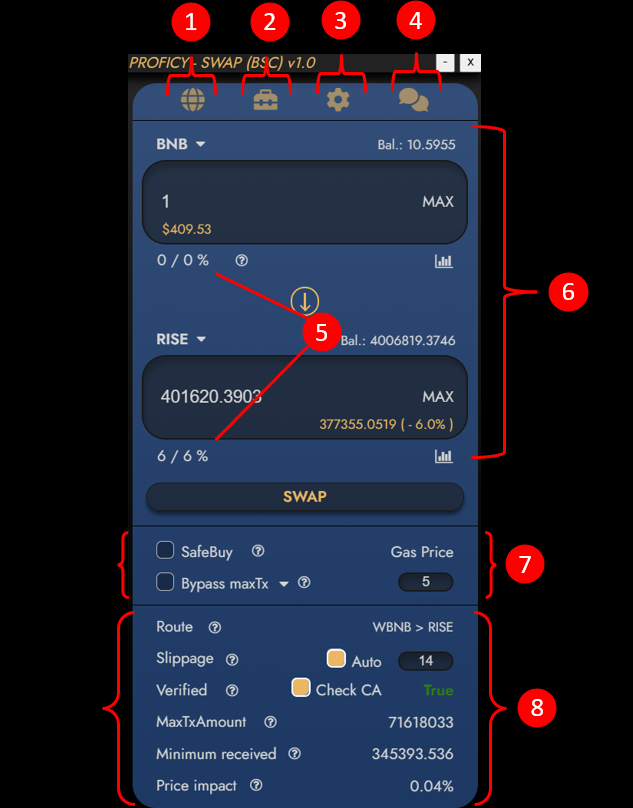 1 2 3 4
PROFICY - SWAP (BSC) v1.0 - X
BNB Bal.: 10.5955
1 MAX
$409.53
0 / 0 % ?
6
5
RISE Bal.: 4006819.3746
401620.3903 MAX
377355.0519 ( - 6.0% )
6 / 6 %
SWAP
SafeBuy ? Gas Price
7
Bypass maxTx ? 5
Route ? WBNB > RISE
Slippage ? Auto 14
Verified ? Check CA True
8
MaxTxAmount ? 71618033
Minimum received ? 345393.536
Price impact ? 0.04%